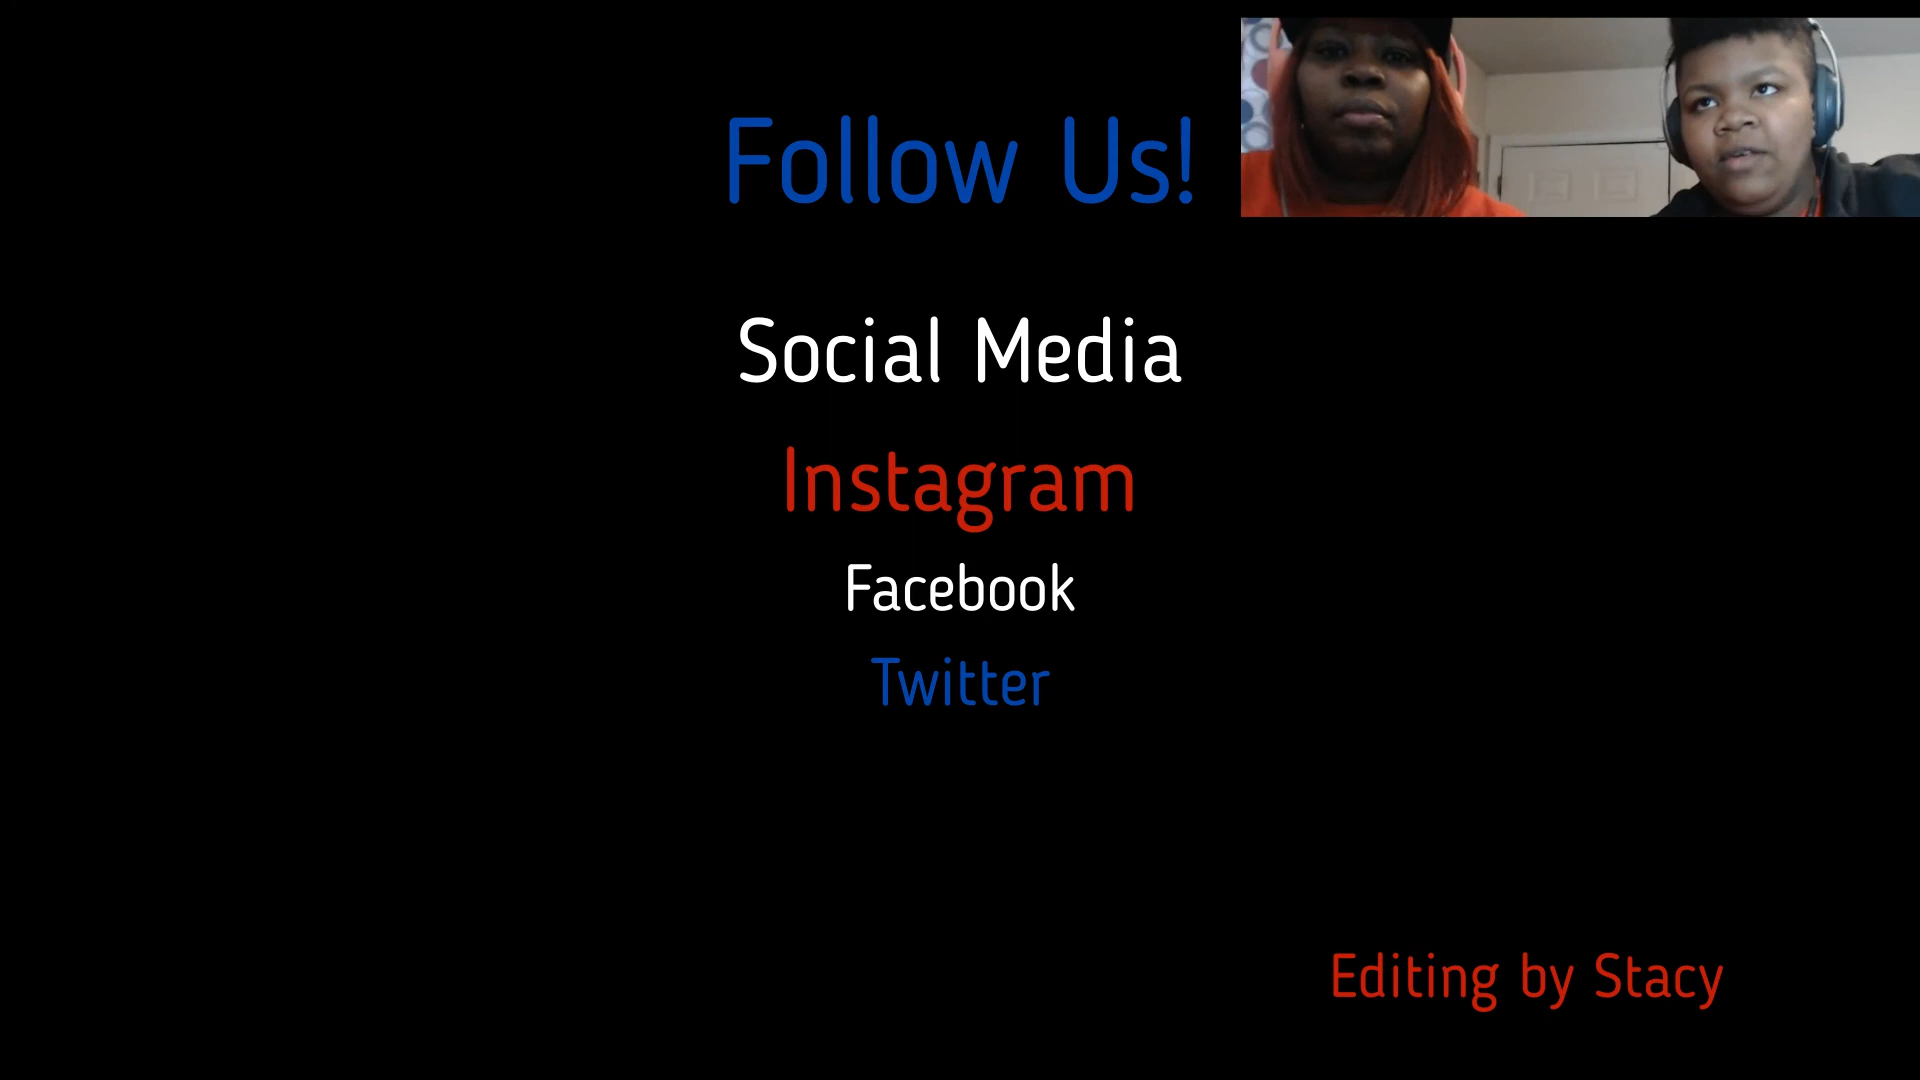 Follow Us!
Social Media
Instagram
Facebook
Twitter
Editing by Stacy